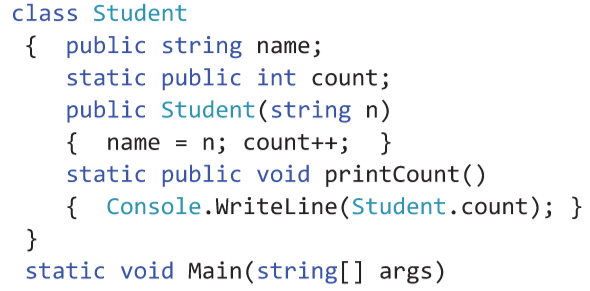 class Student
{ public string name;
static public int count;
public Student(string n)
{ name = n; count++; }
static public void printCount()
{ Console.WriteLine(Student.count); }
}
static void Main(string[] args)